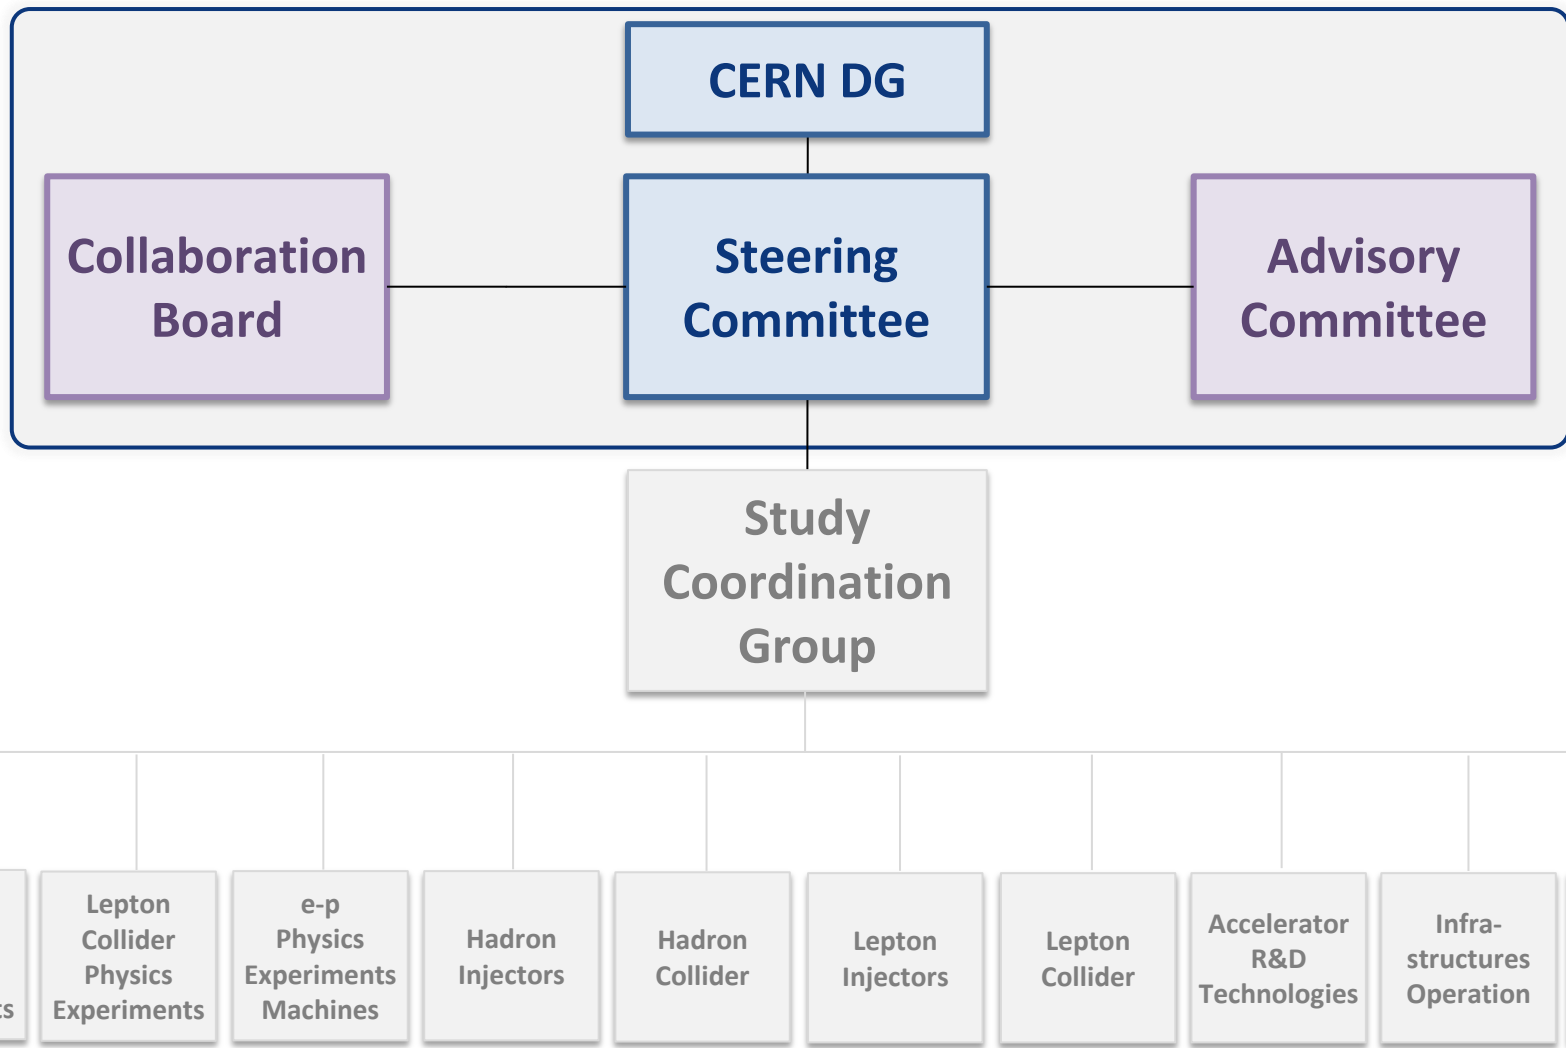 CERN DG
Collaboration
Board
Steering
Committee
Advisory
Committee
Study
Coordination
Group
Lepton
Collider
Physics
Experiments
e-p
Physics
Experiments
Machines
Hadron
Injectors
Hadron
Collider
Lepton
Injectors
Lepton
Collider
Accelerator
R&D
Technologies
Infra-
structures
Operation